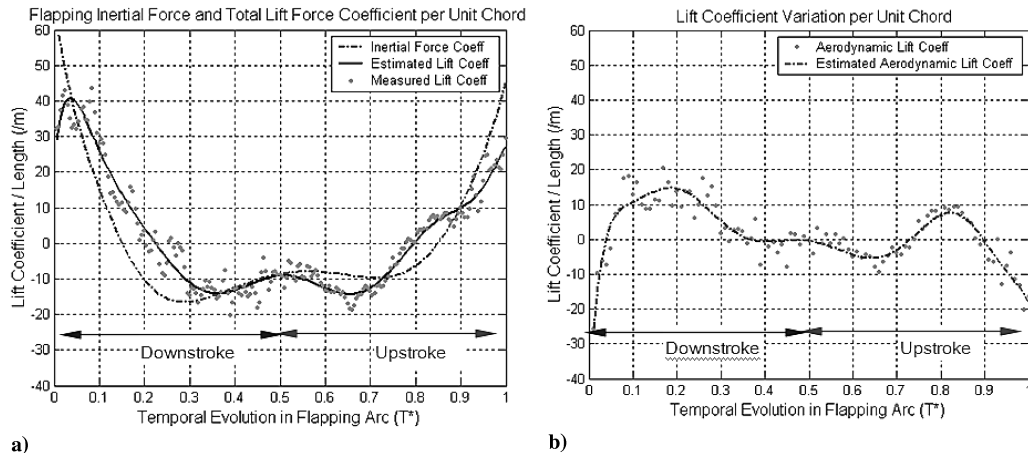 Flapping Inertial Force and Total Lift Force Coefficient per Unit Chord
Inertial Force Coeff
Estimated Lift Coeff
Measured Lift Coeff
Lift Coefficient / Length (/m)
60
50
40
30
20
10
0
-10
-20
-30
-40
Downstroke
Upstroke
0 0.1 0.2 0.3 0.4 0.5 0.6 0.7 0.8 0.9 1
Temporal Evolution in Flapping Arc (T*)
a)
Lift Coefficient Variation per Unit Chord
Aerodynamic Lift Coeff
Estimated Aerodynamic Lift Coeff
Lift Coefficient / Length (/m)
60
50
40
30
20
10
0
-10
-20
-30
-40
Downstroke
Upstroke
0 0.1 0.2 0.3 0.4 0.5 0.6 0.7 0.8 0.9 1
Temporal Evolution in Flapping Arc (T*)
b)